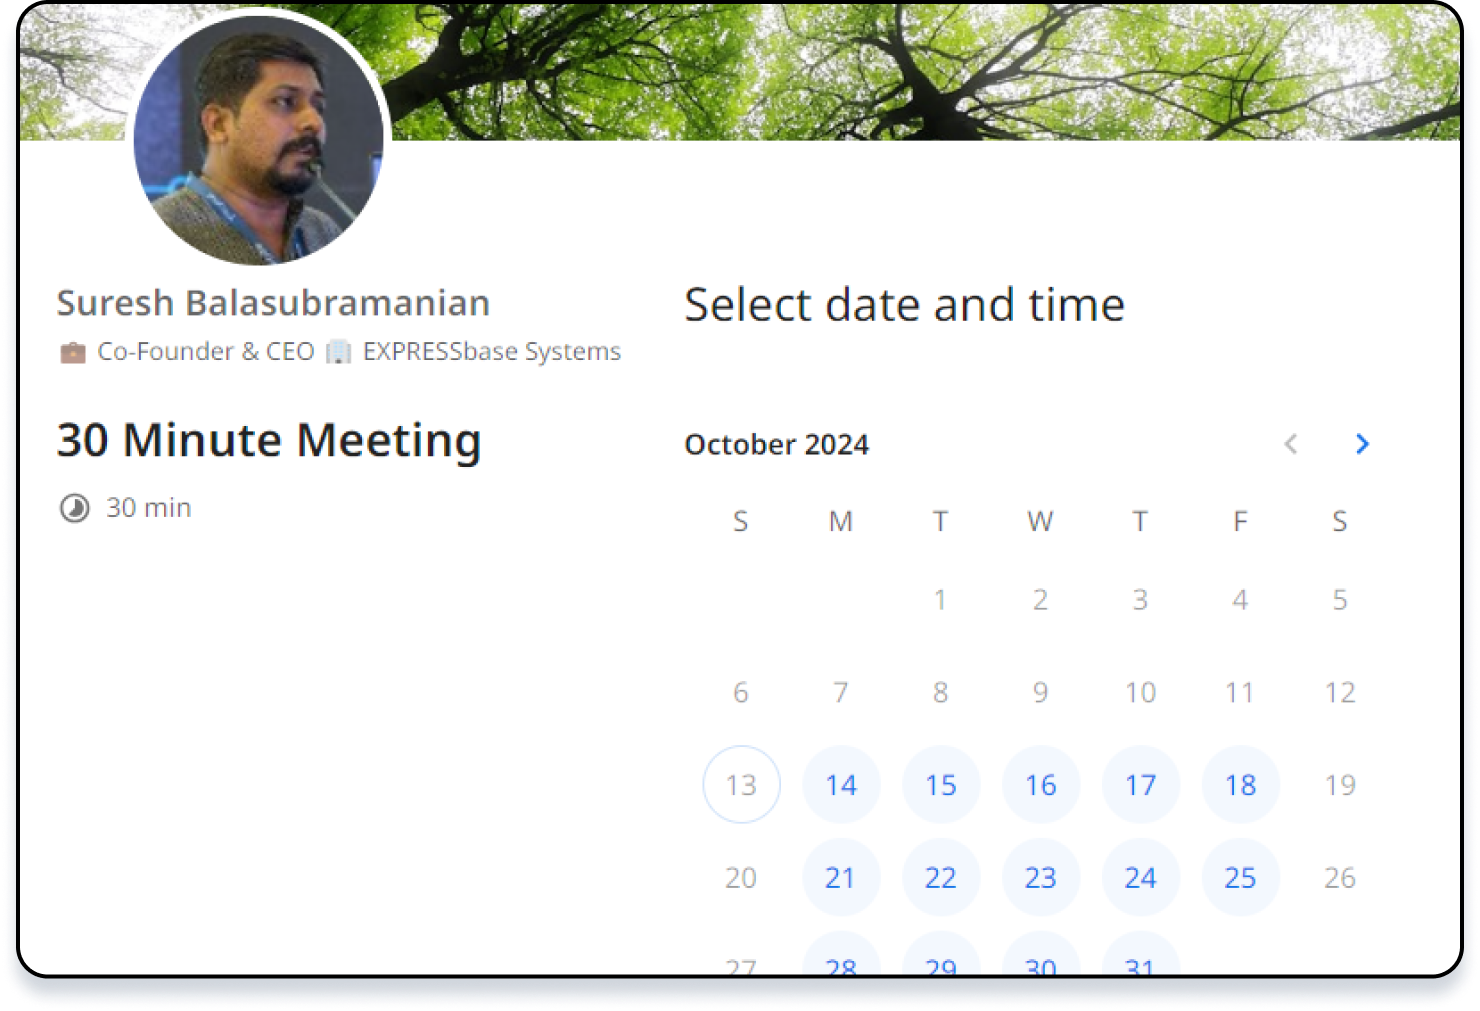 Suresh Balasubramanian
Co-Founder & CEO EXPRESSbase Systems
30 Minute Meeting
30 min
Select date and time
October 2024
S M T W T F S
1 2 3 4 5
6 7 8 9 10 11 12
13 14 15 16 17 18 19
20 21 22 23 24 25 26
27 28 29 30 31